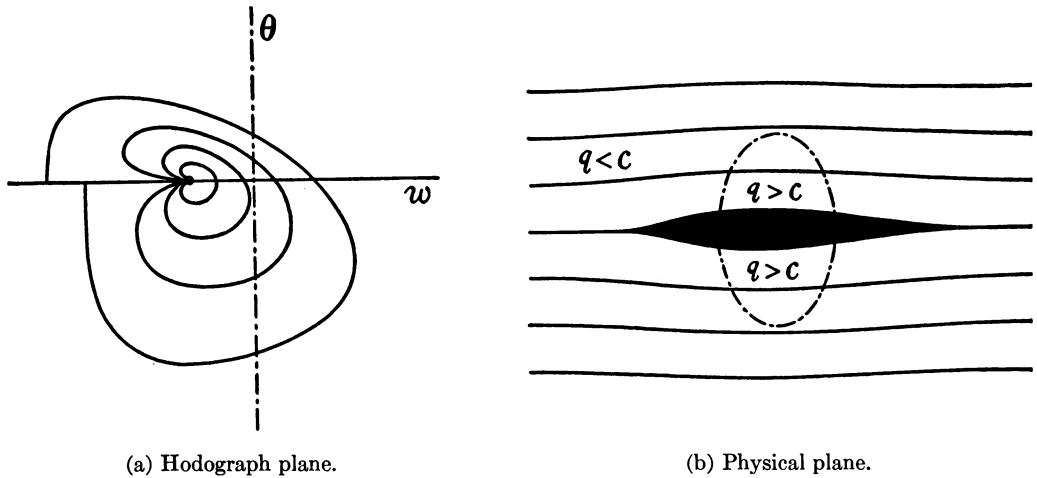 θ
w
q < c
q > c
q > c
(a) Hodograph plane.
(b) Physical plane.